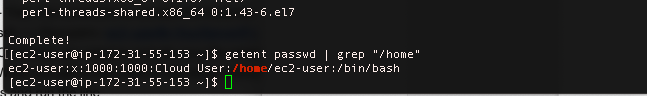 perl-threads-shared.x86_64 0:1.43-6.el7
Complete!
[ec2-user@ip-172-31-55-153 ~]$ getent passwd | grep "/home"
ec2-user:x:1000:1000:Cloud User:/home/ec2-user:/bin/bash
[ec2-user@ip-172-31-55-153 ~]$